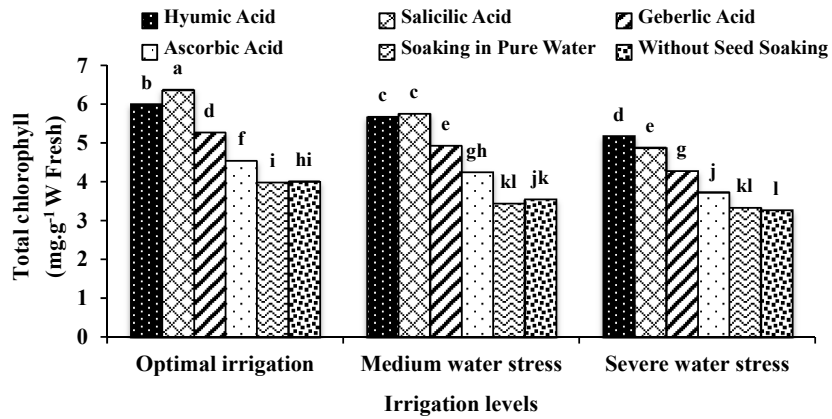 Hyumic Acid Salicilic Acid Geberlic Acid
Ascorbic Acid Soaking in Pure Water Without Seed Soaking
Total chlorophyll
(mg.g-1 W Fresh)
7
6
5
4
3
2
1
0
b a d f i hi
c c e gh kl jk
d e g j kl l
Optimal irrigation Medium water stress Severe water stress
Irrigation levels